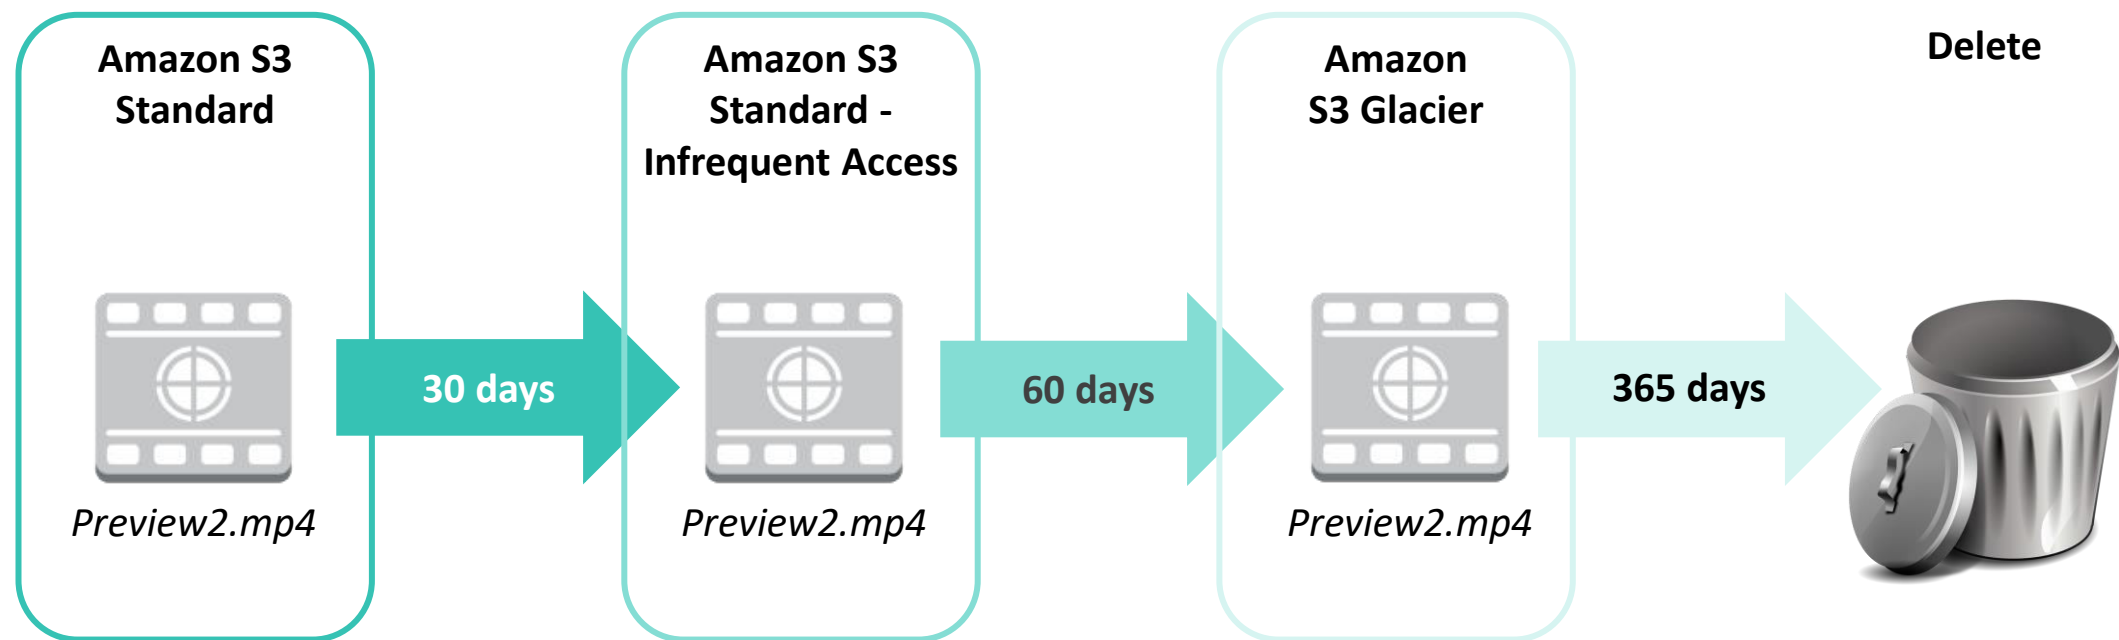 Amazon S3
Standard
Amazon S3
Standard -
Infrequent Access
Amazon
S3 Glacier
Delete
30 days
60 days
365 days
Preview2.mp4
Preview2.mp4
Preview2.mp4